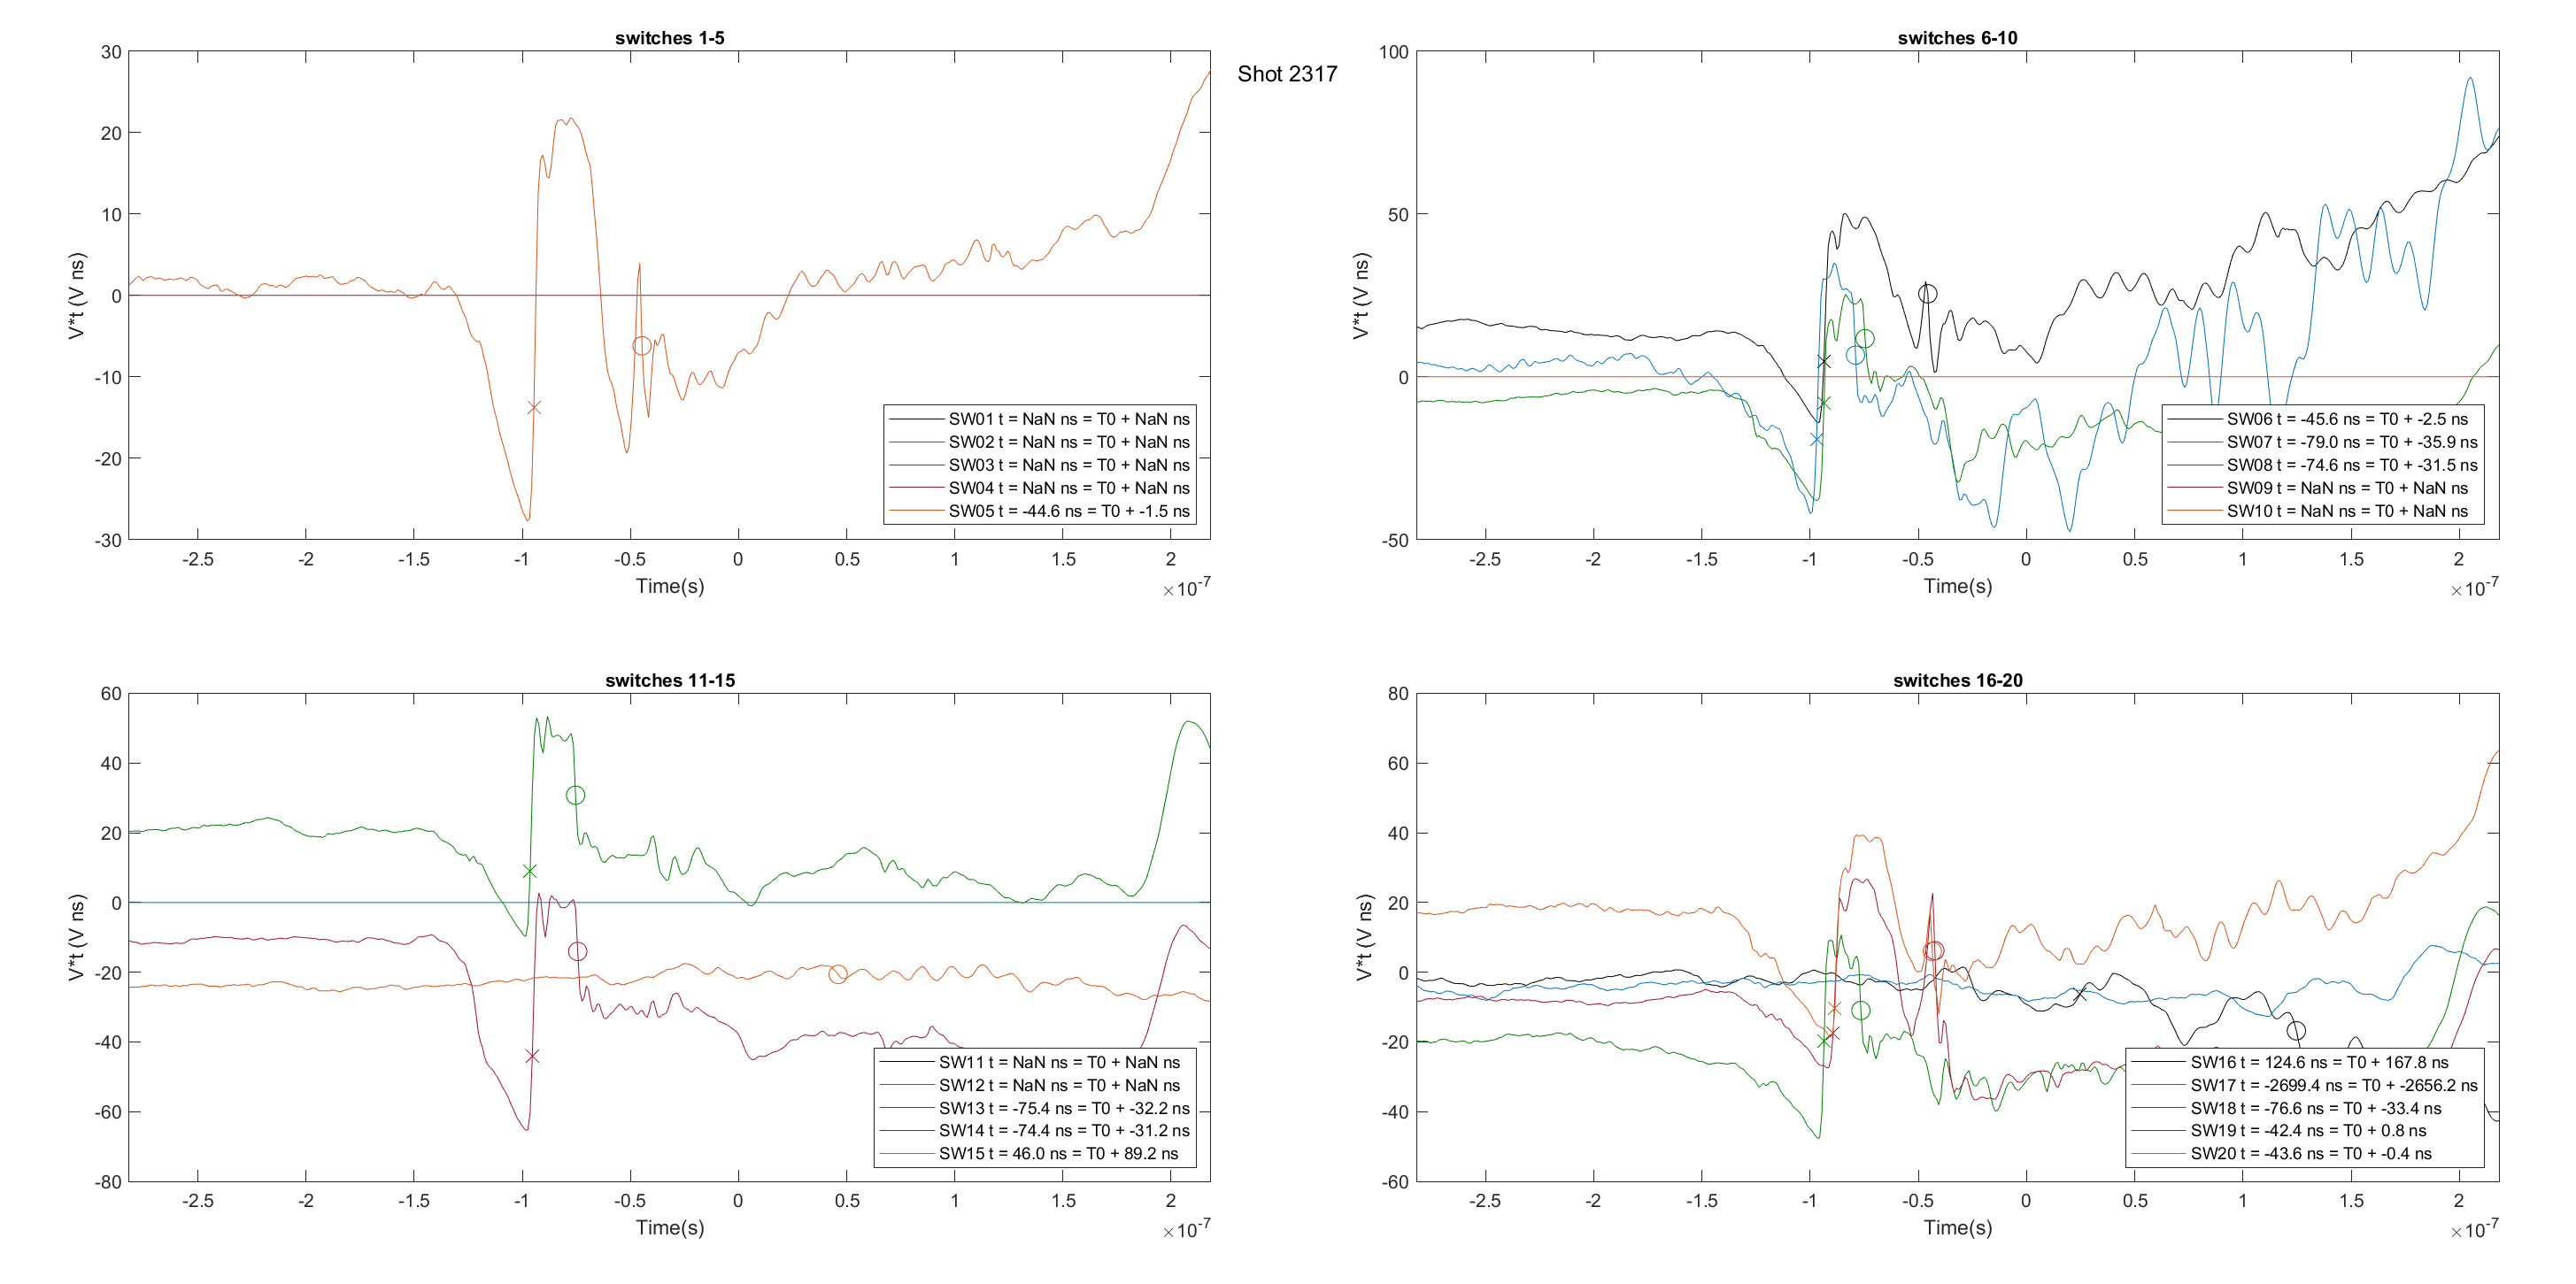 Shot 2317
switches 1-5
30
20
10
0
-10
-20
-30
V*t (V ns)
-2.5 -2 -1.5 -1 -0.5 0 0.5 1 1.5 2
Time(s)
×10-7
SW01 t = NaN ns = T0 + NaN ns
SW02 t = NaN ns = T0 + NaN ns
SW03 t = NaN ns = T0 + NaN ns
SW04 t = NaN ns = T0 + NaN ns
SW05 t = -44.6 ns = T0 + -1.5 ns
switches 6-10
100
50
0
-50
V*t (V ns)
-2.5 -2 -1.5 -1 -0.5 0 0.5 1 1.5 2
Time(s)
×10-7
SW06 t = -45.6 ns = T0 + -2.5 ns
SW07 t = -79.0 ns = T0 + -35.9 ns
SW08 t = -74.6 ns = T0 + -31.5 ns
SW09 t = NaN ns = T0 + NaN ns
SW10 t = NaN ns = T0 + NaN ns
switches 11-15
60
40
20
0
-20
-40
-60
-80
V*t (V ns)
-2.5 -2 -1.5 -1 -0.5 0 0.5 1 1.5 2
Time(s)
×10-7
SW11 t = NaN ns = T0 + NaN ns
SW12 t = NaN ns = T0 + NaN ns
SW13 t = -75.4 ns = T0 + -32.2 ns
SW14 t = -74.4 ns = T0 + -31.2 ns
SW15 t = 46.0 ns = T0 + 89.2 ns
switches 16-20
80
60
40
20
0
-20
-40
-60
V*t (V ns)
-2.5 -2 -1.5 -1 -0.5 0 0.5 1 1.5 2
Time(s)
×10-7
SW16 t = 124.6 ns = T0 + 167.8 ns
SW17 t = -2699.4 ns = T0 + -2656.2 ns
SW18 t = -76.6 ns = T0 + -33.4 ns
SW19 t = -42.4 ns = T0 + 0.8 ns
SW20 t = -43.6 ns = T0 + -0.4 ns